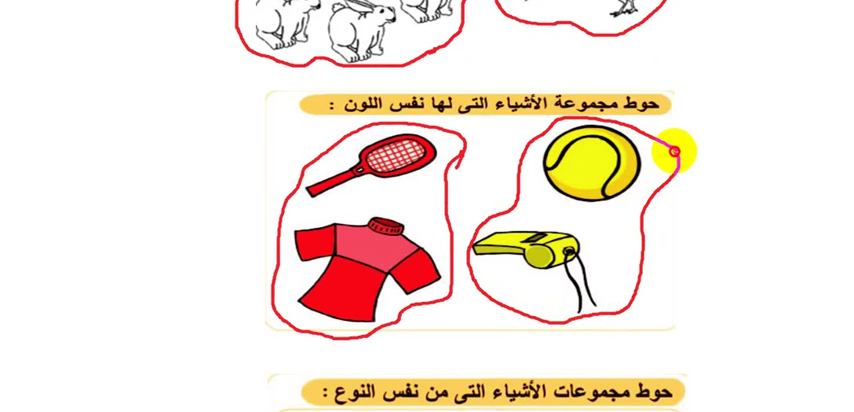 حوط مجموعة الأشياء التى لها نفس اللون :
حوط مجموعات الأشياء التى من نفس النوع :